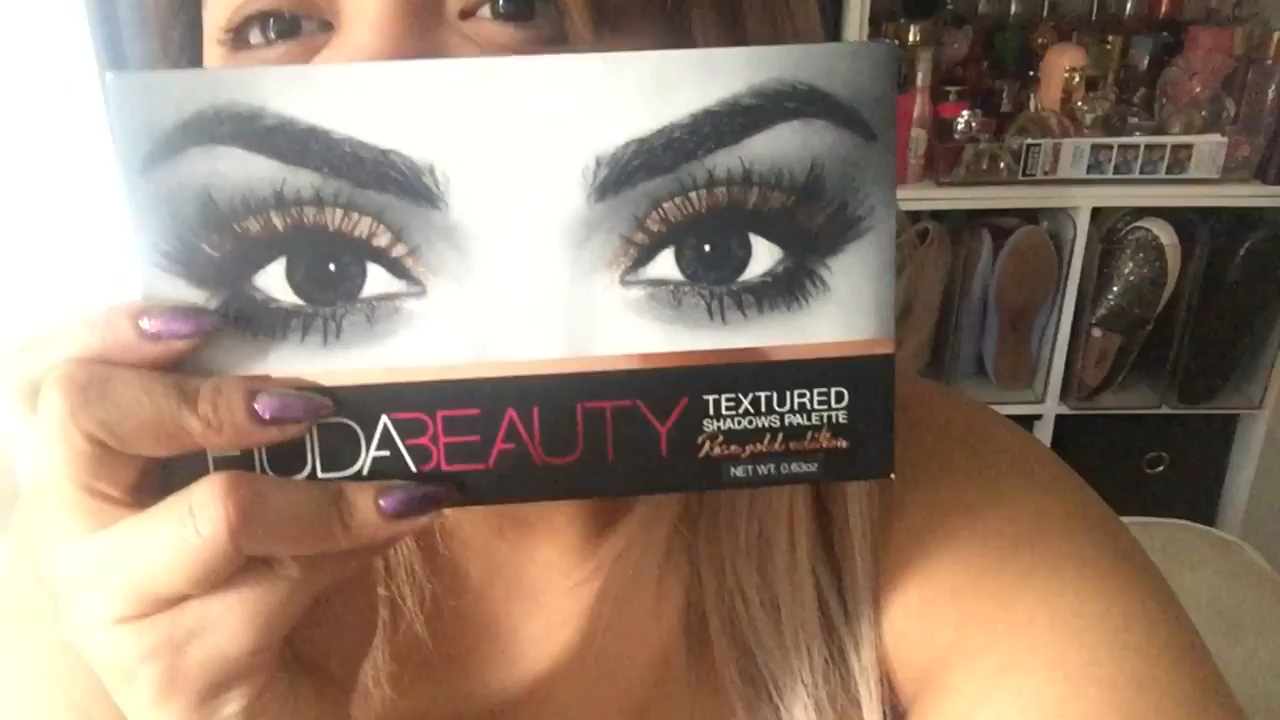 HUDABEAUTY
TEXTURED
SHADOWS PALETTE
Rose gold edition
NET WT. 0.63oz